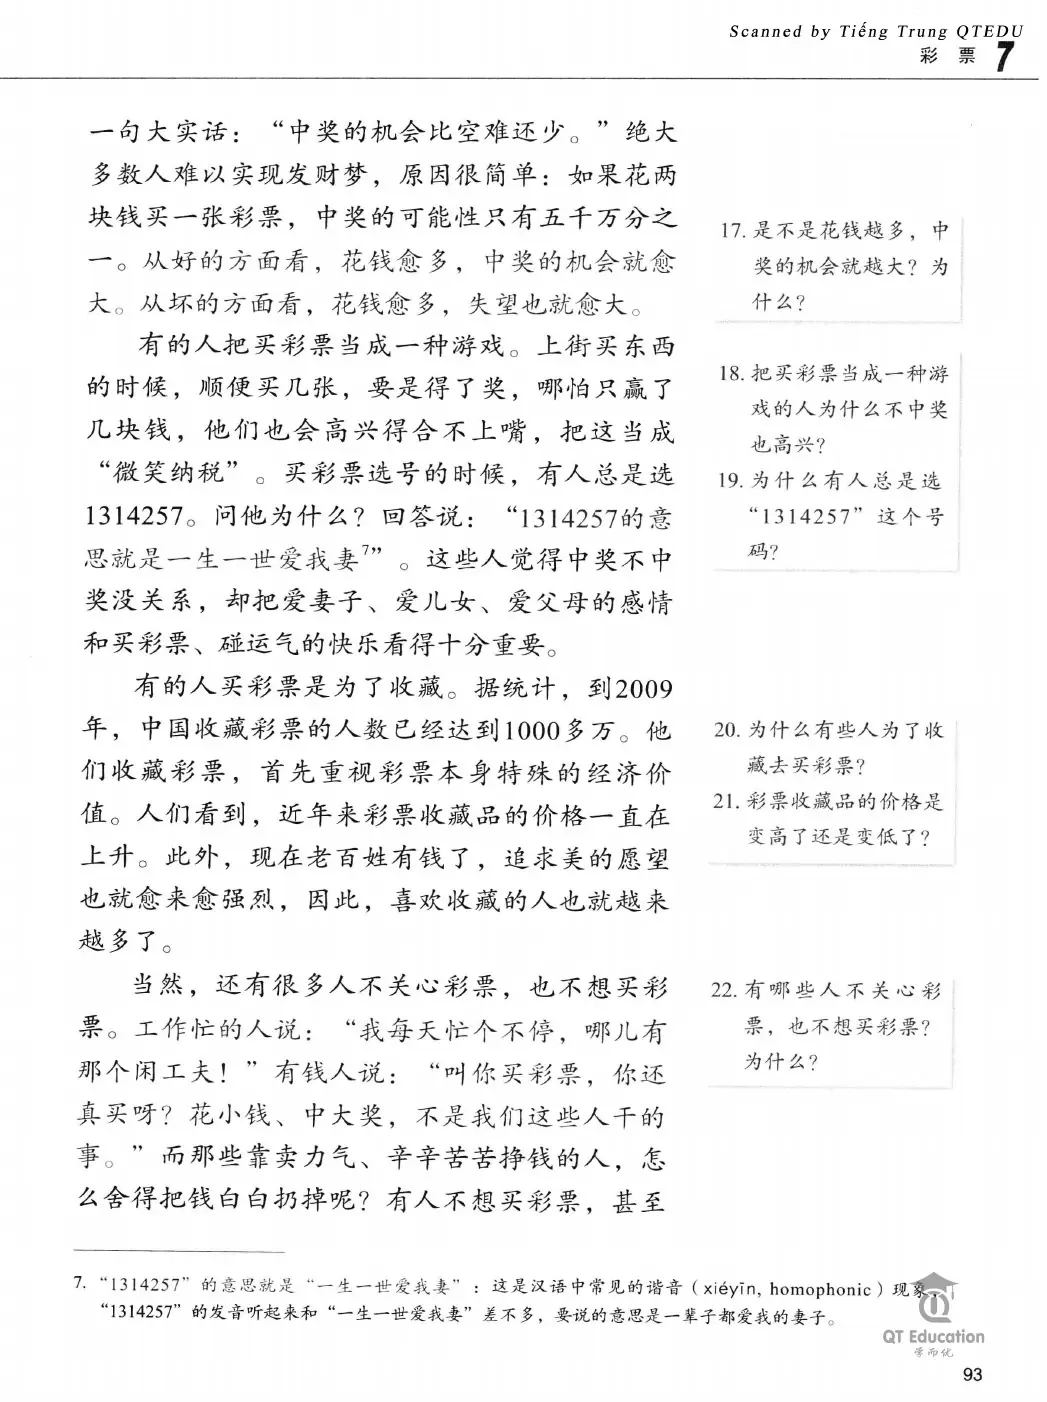 Scanned by Tiếng Trung QTEDU
彩 票 7
一句大实话：“中奖的机会比空难还少。”绝大
多数人难以实现发财梦，原因很简单：如果花两
块钱买一张彩票，中奖的可能性只有五千万分之
一。从好的方面看，花钱愈多，中奖的机会就愈
大。从坏的方面看，花钱愈多，失望也就愈大。
有的人把买彩票当成一种游戏。上街买东西
的时候，顺便买几张，要是得了奖，哪怕只赢了
几块钱，他们也会高兴得合不上嘴，把这当成
“微笑纳税”。买彩票选号的时候，有人总是选
1314257。问他为什么？回答说：“1314257的意
思就是一生一世爱我妻7”。这些人觉得中奖不中
奖没关系，却把爱妻子、爱儿女、爱父母的感情
和买彩票、碰运气的快乐看得十分重要。
有的人买彩票是为了收藏。据统计，到2009
年，中国收藏彩票的人数已经达到1000多万。他
们收藏彩票，首先重视彩票本身特殊的经济价
值。人们看到，近年来彩票收藏品的价格一直在
上升。此外，现在老百姓有钱了，追求美的愿望
也就愈来愈强烈，因此，喜欢收藏的人也就越来
越多了。
当然，还有很多人不关心彩票，也不想买彩
票。工作忙的人说：“我每天忙个不停，哪儿有
那个闲工夫！”有钱人说：“叫你买彩票，你还
真买呀？花小钱、中大奖，不是我们这些人干的
事。”而那些靠卖力气、辛辛苦苦挣钱的人，怎
么舍得把钱白白扔掉呢？有人不想买彩票，甚至
17. 是不是花钱越多，中
奖的机会就越大？为
什么？
18. 把买彩票当成一种游
戏的人为什么不中奖
也高兴？
19. 为什么有人总是选
“1314257”这个号
码？
20. 为什么有些人为了收
藏去买彩票？
21. 彩票收藏品的价格是
变高了还是变低了？
22. 有哪些人不关心彩
票，也不想买彩票？
为什么？
7. “1314257”的意思就是“一生一世爱我妻”：这是汉语中常见的谐音（xiéyīn, homophonic）现象，
“1314257”的发音听起来和“一生一世爱我妻”差不多，要说的意思是一辈子都爱我的妻子。
QT Education
学而优
93